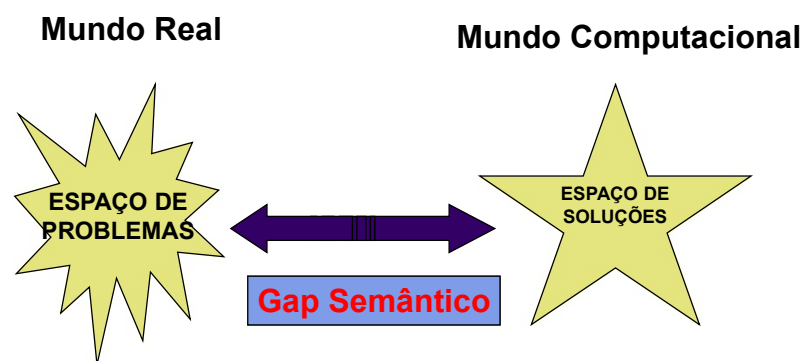 Mundo Real
Mundo Computacional
ESPAÇO DE
PROBLEMAS
ESPAÇO DE
SOLUÇÕES
Gap Semântico